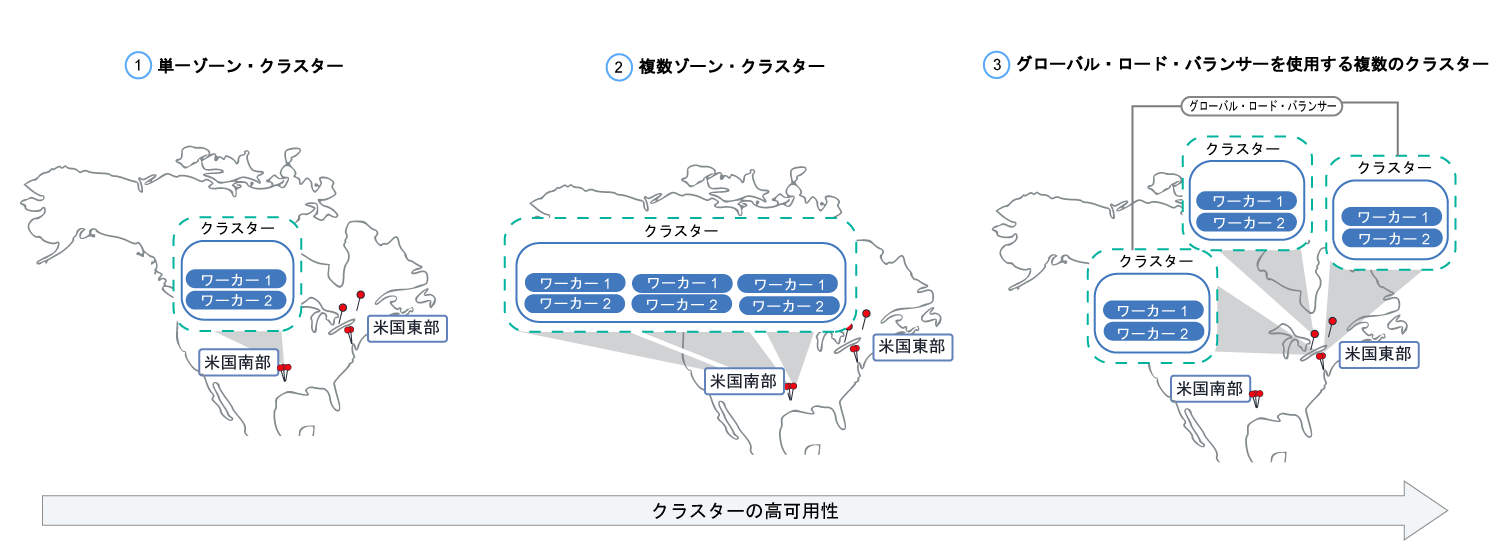 1 単一ゾーン・クラスター
クラスター
ワーカー 1
ワーカー 2
米国東部
米国南部
2 複数ゾーン・クラスター
クラスター
ワーカー 1 ワーカー 1 ワーカー 1
ワーカー 2 ワーカー 2 ワーカー 2
米国東部
米国南部
3 グローバル・ロード・バランサーを使用する複数のクラスター
グローバル・ロード・バランサー
クラスター
ワーカー 1
ワーカー 2
クラスター
ワーカー 1
ワーカー 2
クラスター
ワーカー 1
ワーカー 2
米国東部
米国南部
クラスターの高可用性